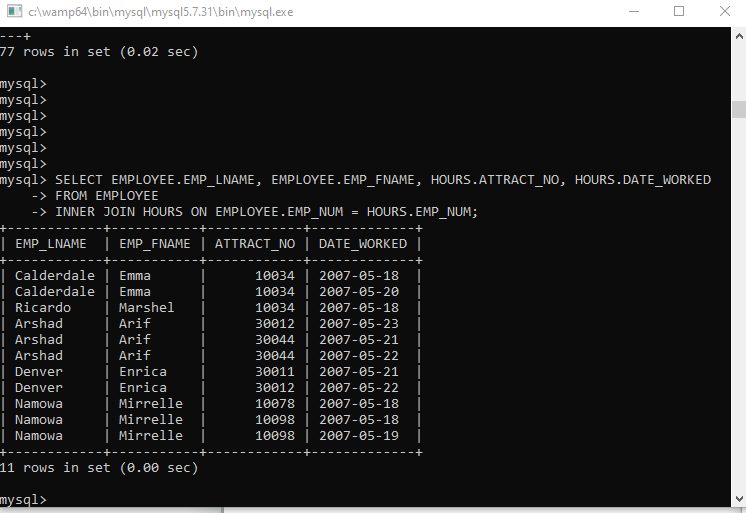 c:\wamp64\bin\mysql\mysql5.7.31\bin\mysql.exe
---+
77 rows in set (0.02 sec)
mysql>
mysql>
mysql>
mysql>
mysql>
mysql>
mysql> SELECT EMPLOYEE.EMP_LNAME, EMPLOYEE.EMP_FNAME, HOURS.ATTRACT_NO, HOURS.DATE_WORKED
    -> FROM EMPLOYEE
    -> INNER JOIN HOURS ON EMPLOYEE.EMP_NUM = HOURS.EMP_NUM;
+------------+-----------+------------+-------------+
| EMP_LNAME  | EMP_FNAME | ATTRACT_NO | DATE_WORKED |
+------------+-----------+------------+-------------+
| Calderdale | Emma      |      10034 | 2007-05-18  |
| Calderdale | Emma      |      10034 | 2007-05-20  |
| Ricardo    | Marshel   |      10034 | 2007-05-18  |
| Arshad     | Arif      |      30012 | 2007-05-23  |
| Arshad     | Arif      |      30044 | 2007-05-21  |
| Arshad     | Arif      |      30044 | 2007-05-22  |
| Denver     | Enrica    |      30011 | 2007-05-21  |
| Denver     | Enrica    |      30012 | 2007-05-22  |
| Namowa     | Mirrelle  |      10078 | 2007-05-18  |
| Namowa     | Mirrelle  |      10098 | 2007-05-18  |
| Namowa     | Mirrelle  |      10098 | 2007-05-19  |
+------------+-----------+------------+-------------+
11 rows in set (0.00 sec)
mysql>